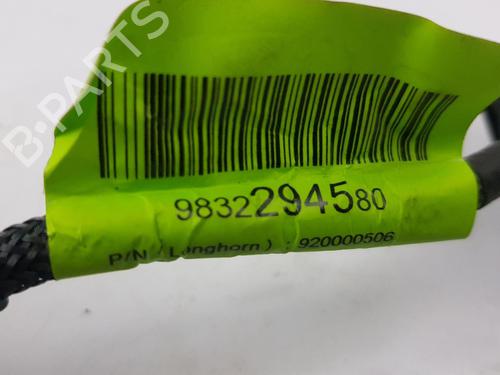 B-PARTS
9832294580
P/N ( Longhorn ) : 920000506